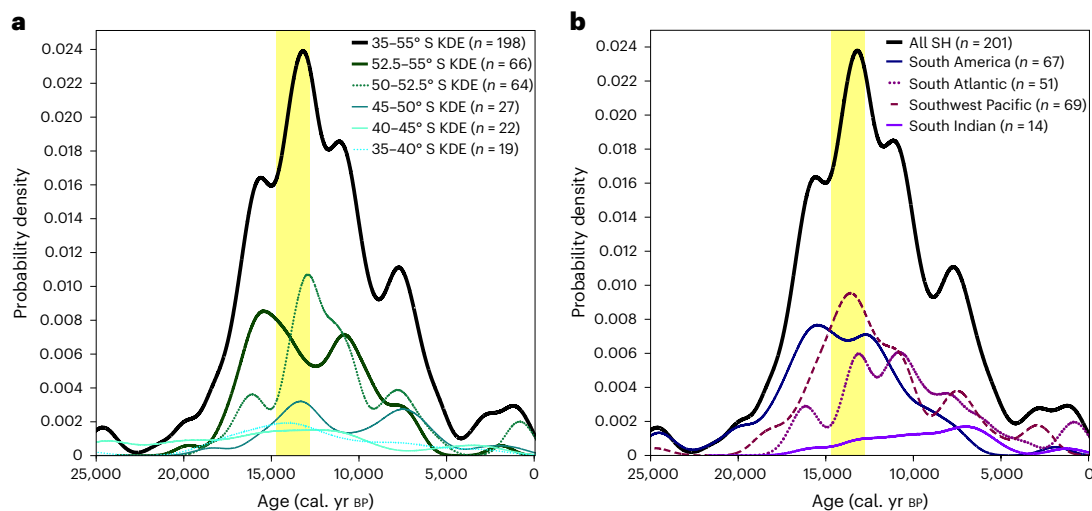 a
0.024
0.022
0.020
0.018
0.016
0.014
0.012
0.010
0.008
0.006
0.004
0.002
0
Probability density
35–55° S KDE (n = 198)
52.5–55° S KDE (n = 66)
50–52.5° S KDE (n = 64)
45–50° S KDE (n = 27)
40–45° S KDE (n = 22)
35–40° S KDE (n = 19)
25,000 20,000 15,000 10,000 5,000 0
Age (cal. yr BP)
b
0.024
0.022
0.020
0.018
0.016
0.014
0.012
0.010
0.008
0.006
0.004
0.002
0
Probability density
All SH (n = 201)
South America (n = 67)
South Atlantic (n = 51)
Southwest Pacific (n = 69)
South Indian (n = 14)
25,000 20,000 15,000 10,000 5,000 0
Age (cal. yr BP)